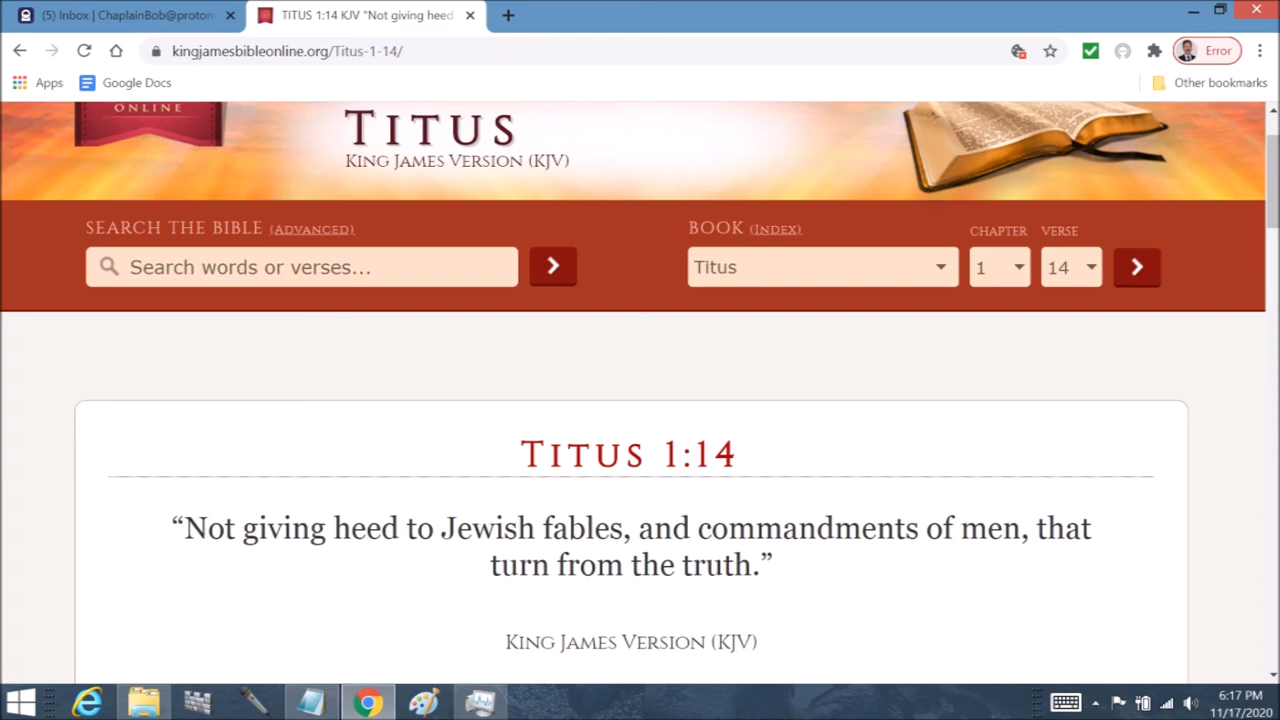 (5) Inbox | ChaplainBob@proton
TITUS 1:14 KJV "Not giving heed
kingjamesbibleonline.org/Titus-1-14/
Error
Apps
Google Docs
Other bookmarks
ONLINE
TITUS
KING JAMES VERSION (KJV)
SEARCH THE BIBLE (ADVANCED)
BOOK (INDEX)
CHAPTER
VERSE
Search words or verses...
Titus
1
14
TITUS 1:14
“Not giving heed to Jewish fables, and commandments of men, that
turn from the truth.”
KING JAMES VERSION (KJV)
6:17 PM
11/17/2020